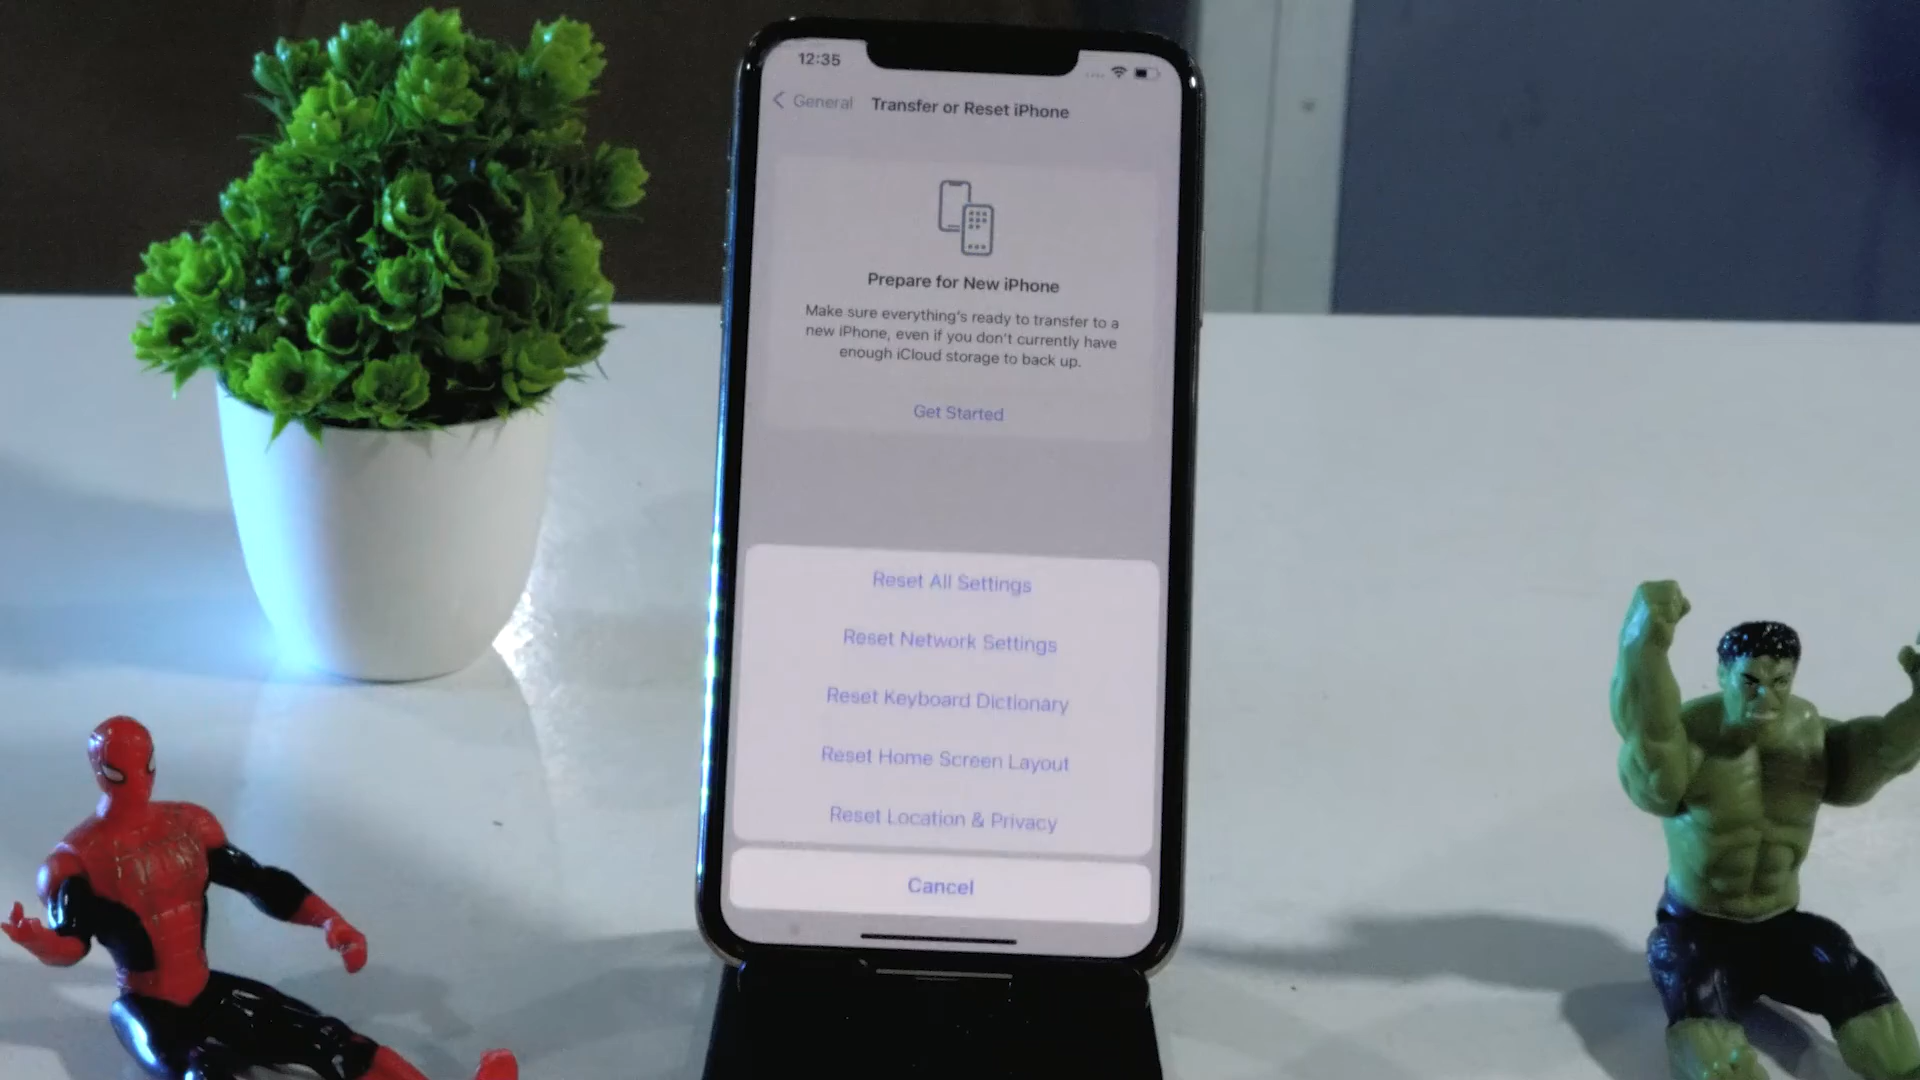 12:35
General
Transfer or Reset iPhone
Prepare for New iPhone
Make sure everything's ready to transfer to a
new iPhone, even if you don't currently have
enough iCloud storage to back up.
Get Started
Reset All Settings
Reset Network Settings
Reset Keyboard Dictionary
Reset Home Screen Layout
Reset Location & Privacy
Cancel